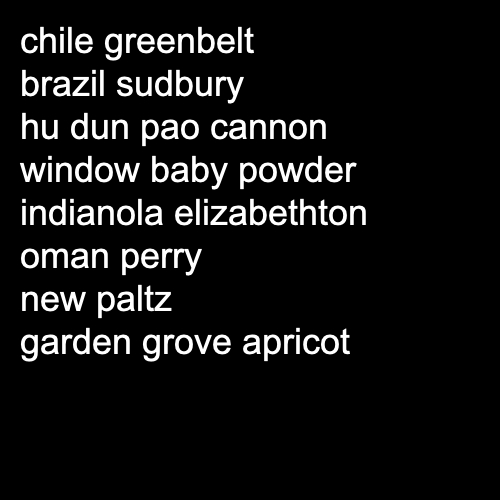 chile greenbelt
brazil sudbury
hu dun pao cannon
window baby powder
indianola elizabethton
oman perry
new paltz
garden grove apricot